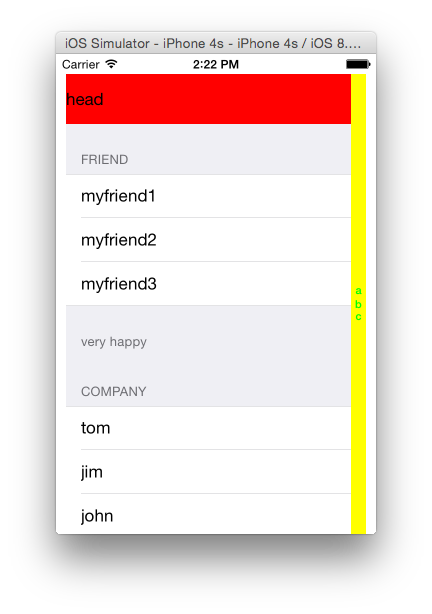 iOS Simulator - iPhone 4s - iPhone 4s / iOS 8....
Carrier 2:22 PM
head
FRIEND
myfriend1
myfriend2
myfriend3
a
b
c
very happy
COMPANY
tom
jim
john